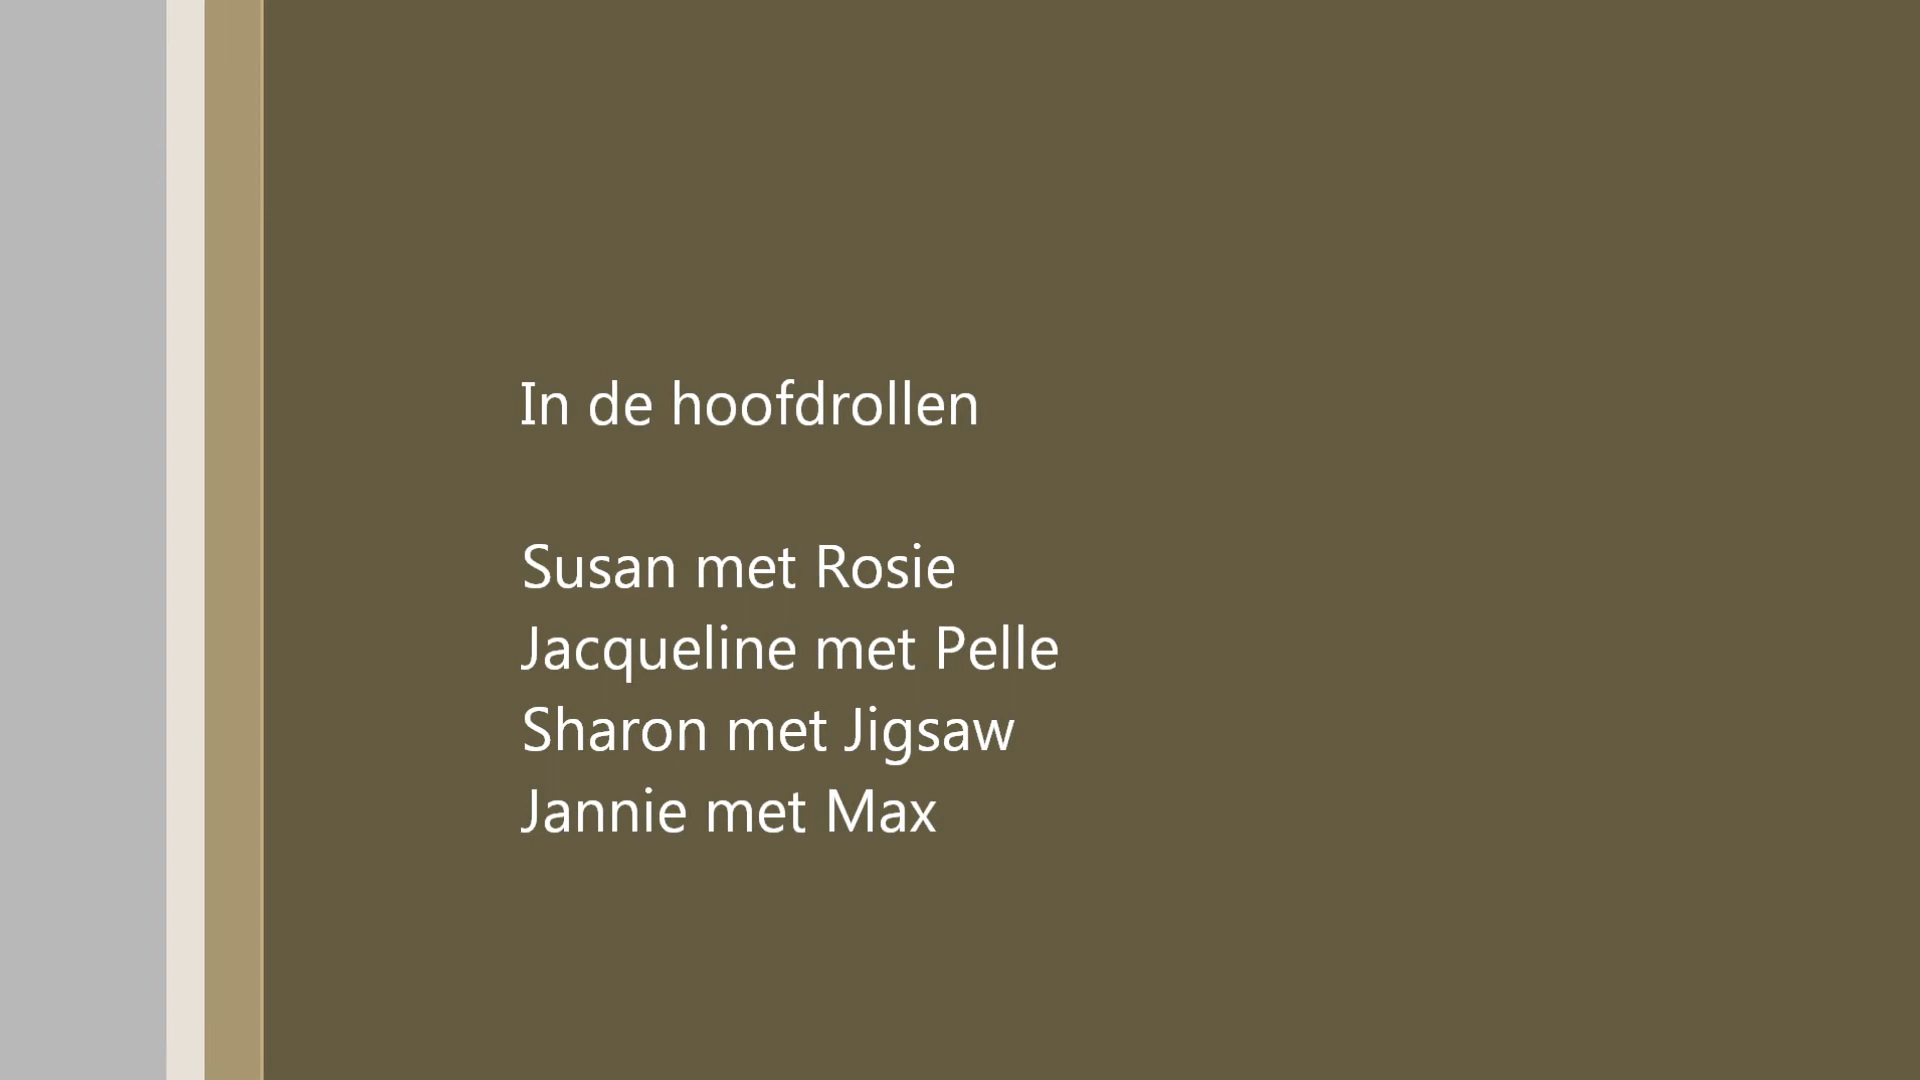 In de hoofdrollen
Susan met Rosie
Jacqueline met Pelle
Sharon met Jigsaw
Jannie met Max